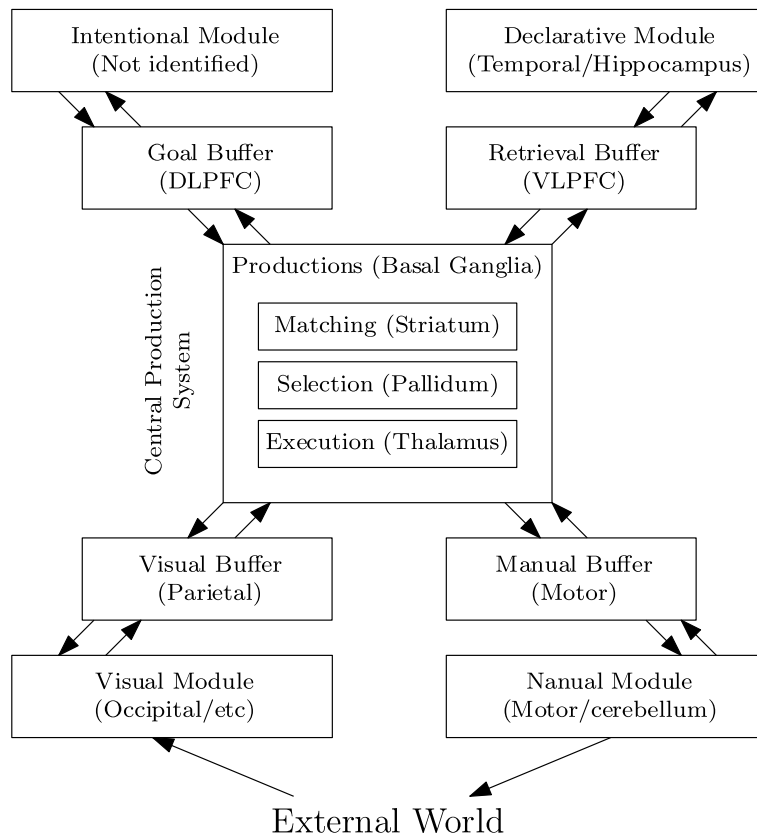 Intentional Module
(Not identified)
Declarative Module
(Temporal/Hippocampus)
Goal Buffer
(DLPFC)
Retrieval Buffer
(VLPFC)
Productions (Basal Ganglia)
Matching (Striatum)
Selection (Pallidum)
Execution (Thalamus)
Central Production
System
Visual Buffer
(Parietal)
Manual Buffer
(Motor)
Visual Module
(Occipital/etc)
Nanual Module
(Motor/cerebellum)
External World